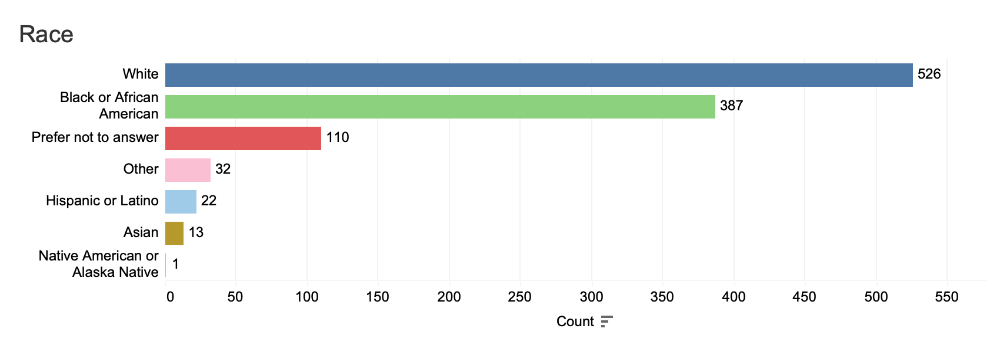 Race
White
526
Black or African
American
387
Prefer not to answer
110
Other
32
Hispanic or Latino
22
Asian
13
Native American or
Alaska Native
1
0 50 100 150 200 250 300 350 400 450 500 550
Count